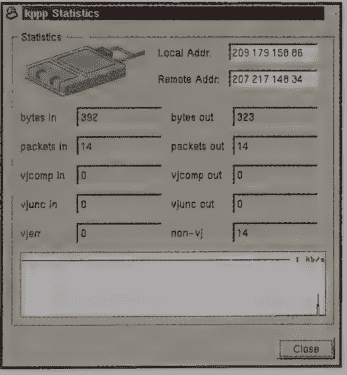 kppp Statistics
Statistics
Local Addr. 209.179.158.86
Remote Addr. 207.217.148.34
bytes in 392 bytes out 323
packets in 14 packets out 14
vjcomp in 0 vjcomp out 0
vjunc in 0 vjunc out 0
vjerr 0 non-vj 14
1 kb/s
Close